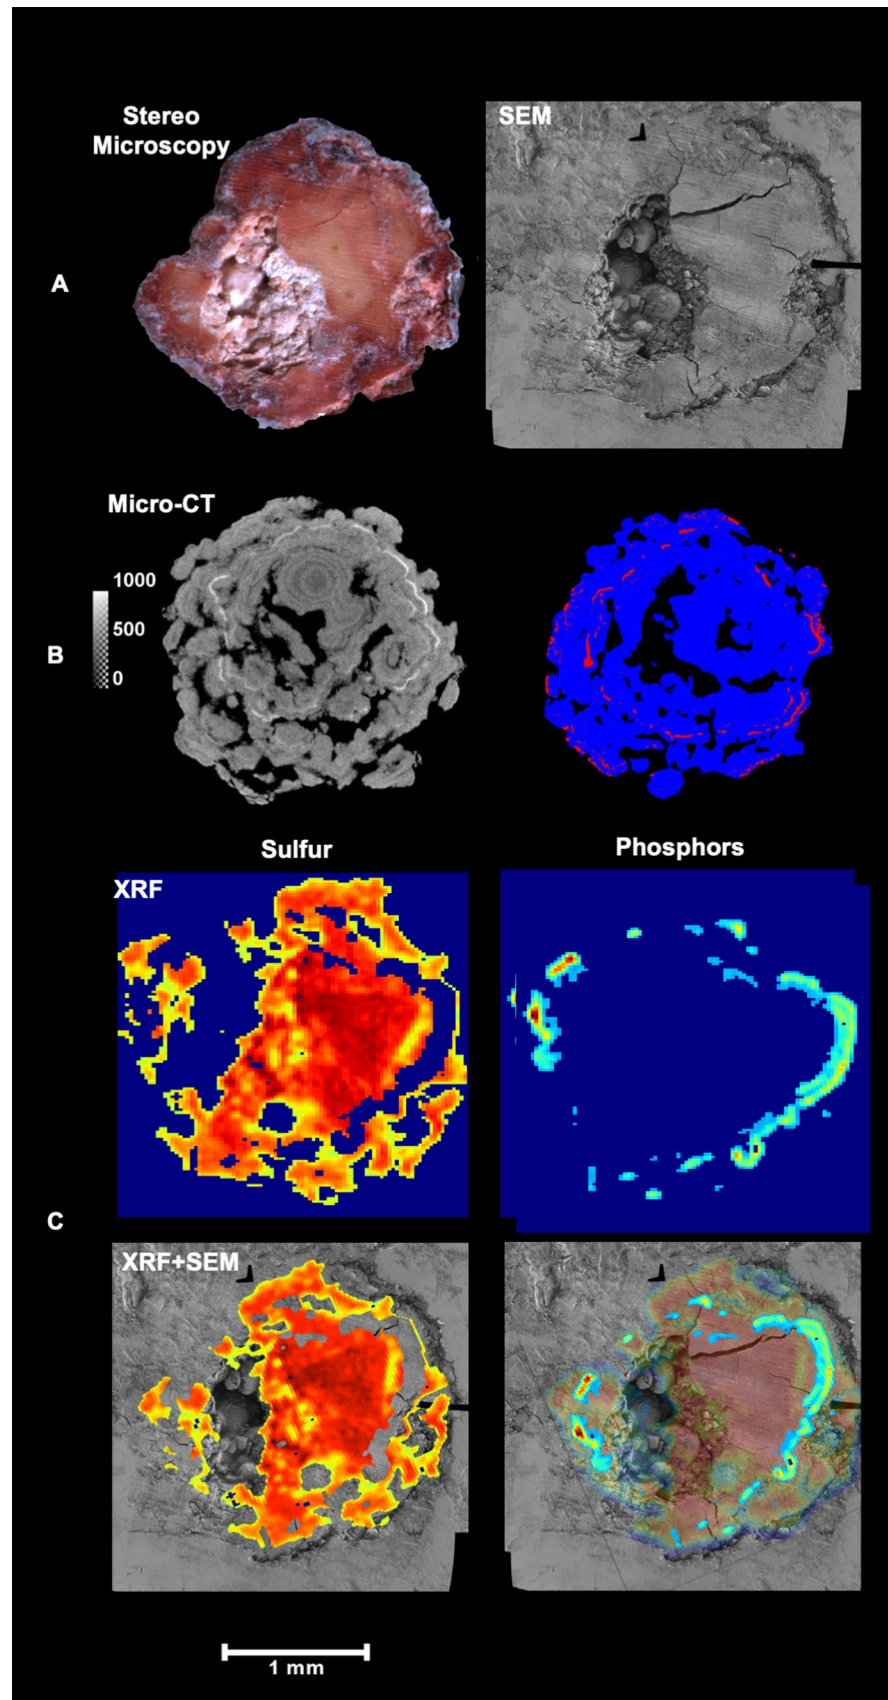 Stereo
Microscopy
SEM
A
Micro-CT
1000
500
0
B
Sulfur
Phosphors
XRF
C
XRF+SEM
1 mm